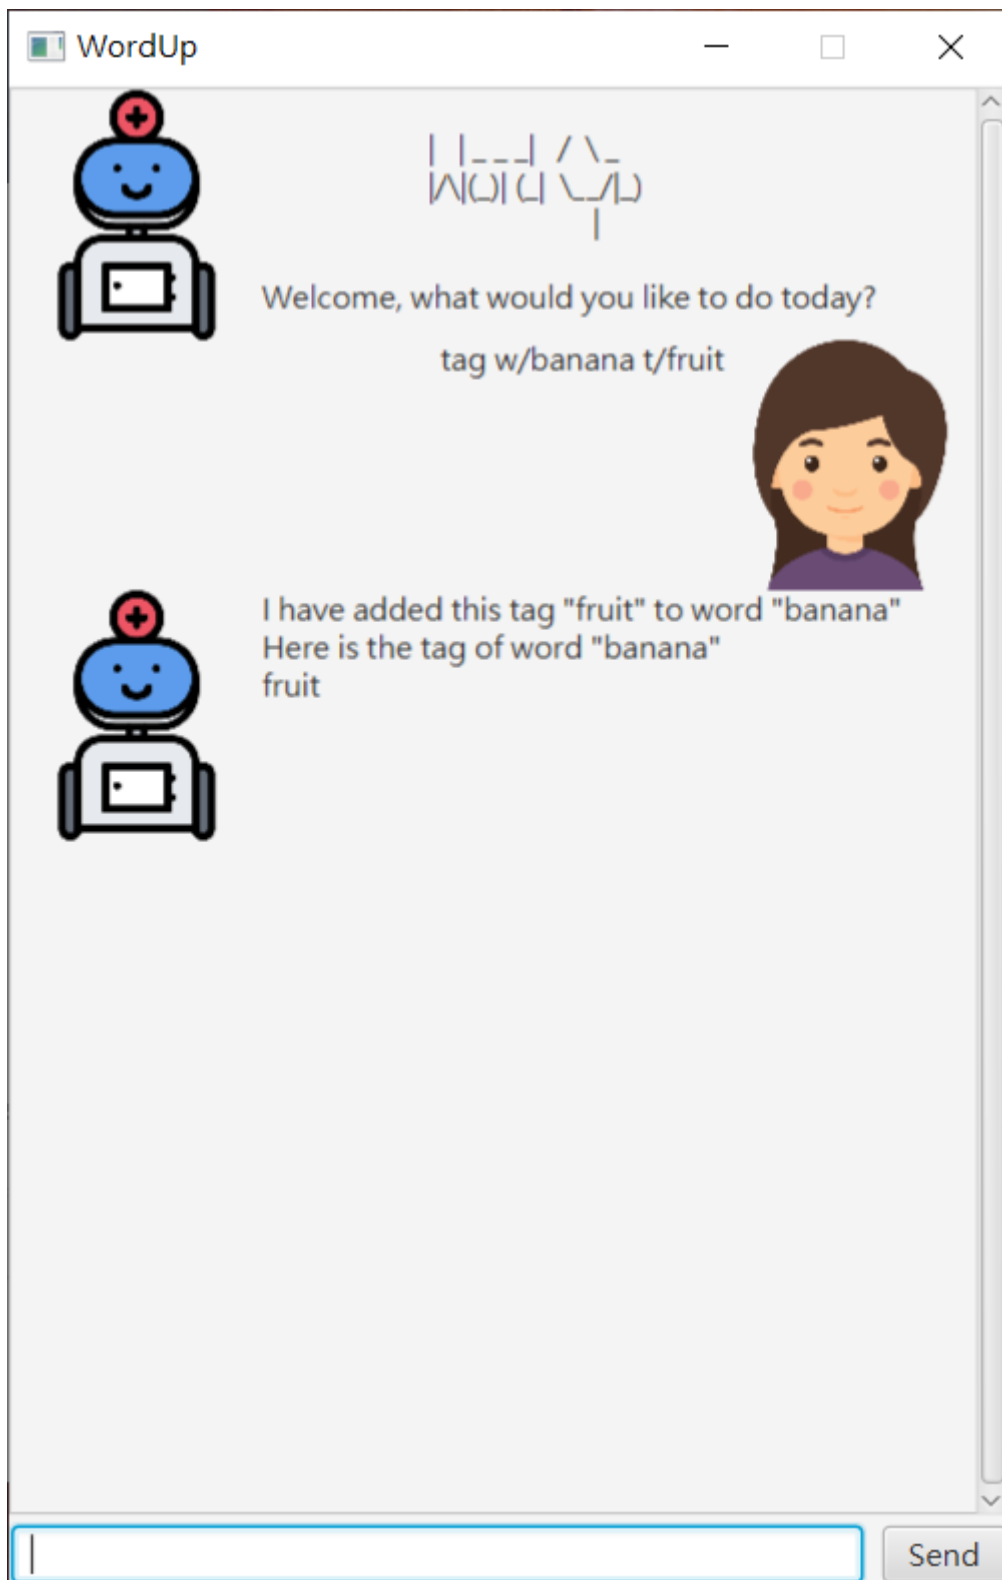 WordUp
| |_ _ _| / \ _
|/\|(_)| (_| \__/|_)
|
Welcome, what would you like to do today?
tag w/banana t/fruit
I have added this tag "fruit" to word "banana"
Here is the tag of word "banana"
fruit
Send